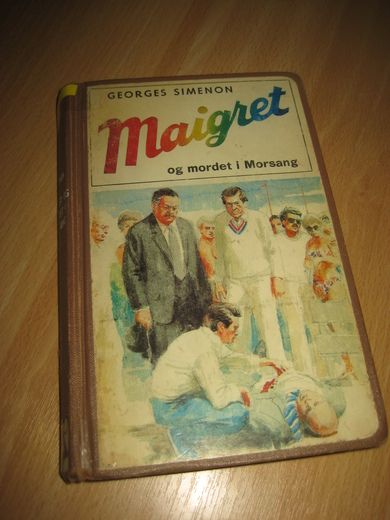 GEORGES SIMENON
Maigret
og mordet i Morsang